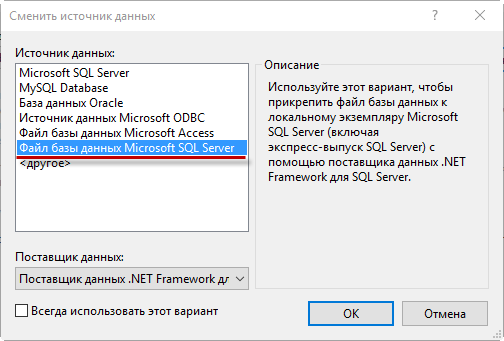 Сменить источник данных
?
Источник данных:
Microsoft SQL Server
MySQL Database
База данных Oracle
Источник данных Microsoft ODBC
Файл базы данных Microsoft Access
Файл базы данных Microsoft SQL Server
<другое>
Описание
Используйте этот вариант, чтобы
прикрепить файл базы данных к
локальному экземпляру Microsoft
SQL Server (включая
экспресс-выпуск SQL Server) с
помощью поставщика данных .NET
Framework для SQL Server.
Поставщик данных:
Поставщик данных .NET Framework дл
Всегда использовать этот вариант
OK
Отмена